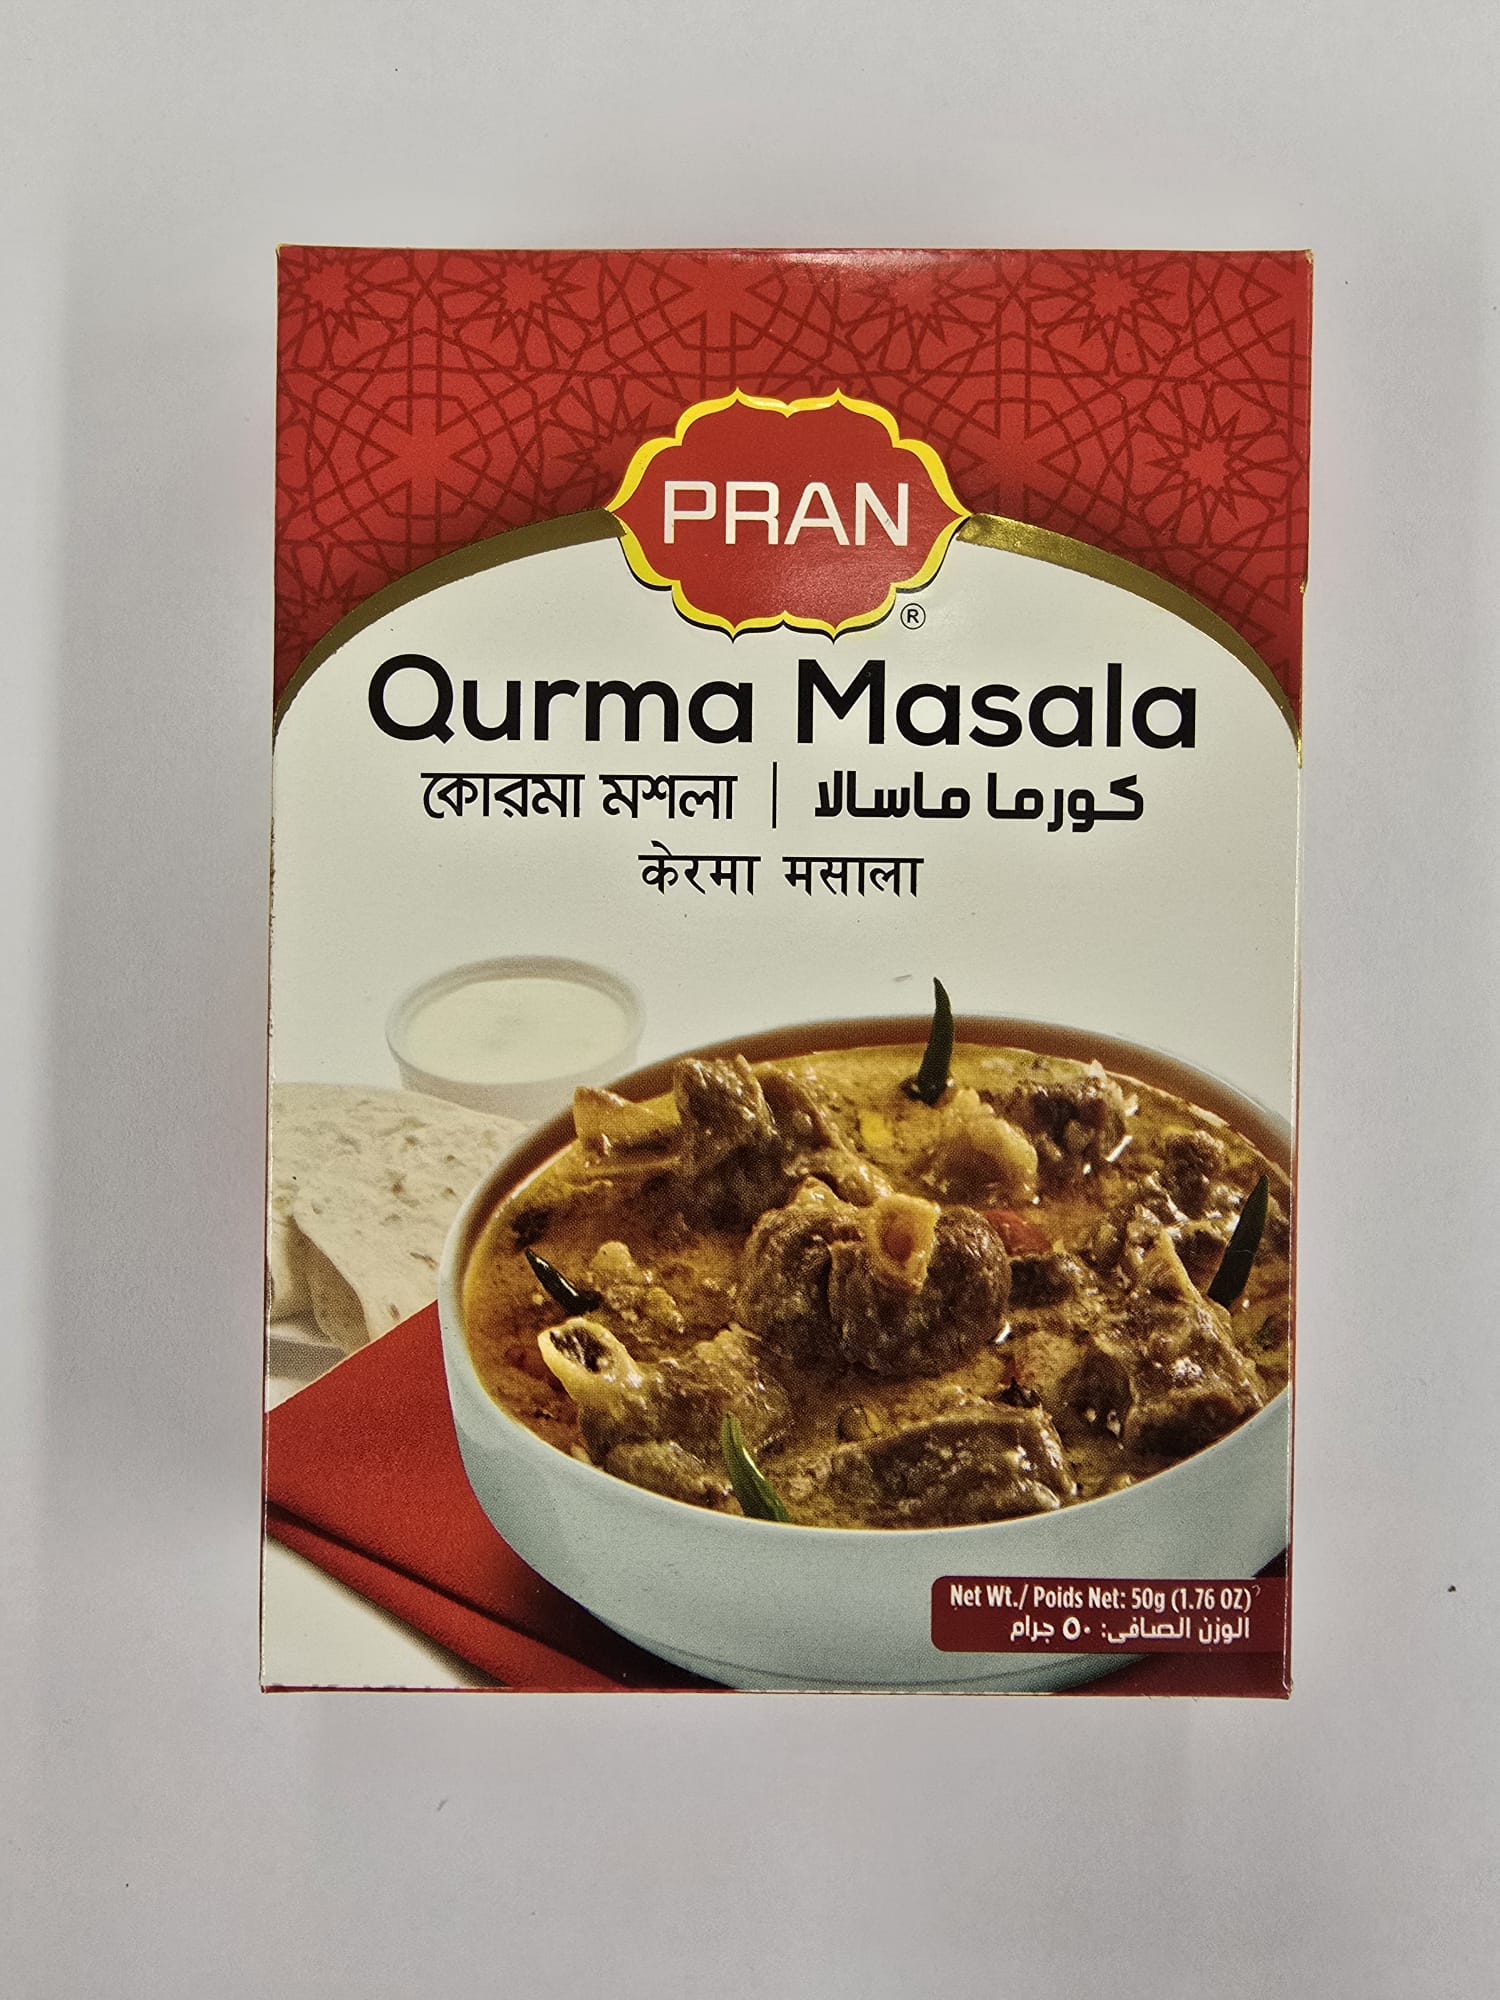 PRAN
®
Qurma Masala
কোরমা মশলা | كورما ماسالا
केरमा मसाला
Net Wt./ Poids Net: 50g (1.76 OZ)
الوزن الصافى: ٥٠ جرام